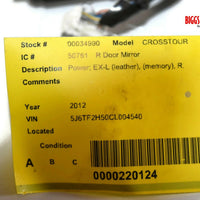 BIGGS
Stock # 00034990 Model CROSSTOUR
IC # 50761 R Door Mirror
Description Power, EX-L (leather), (memory), R.
Comments
Year 2012
VIN 5J6TF2H50CL004540
Located
Condition
A B C
0000220124